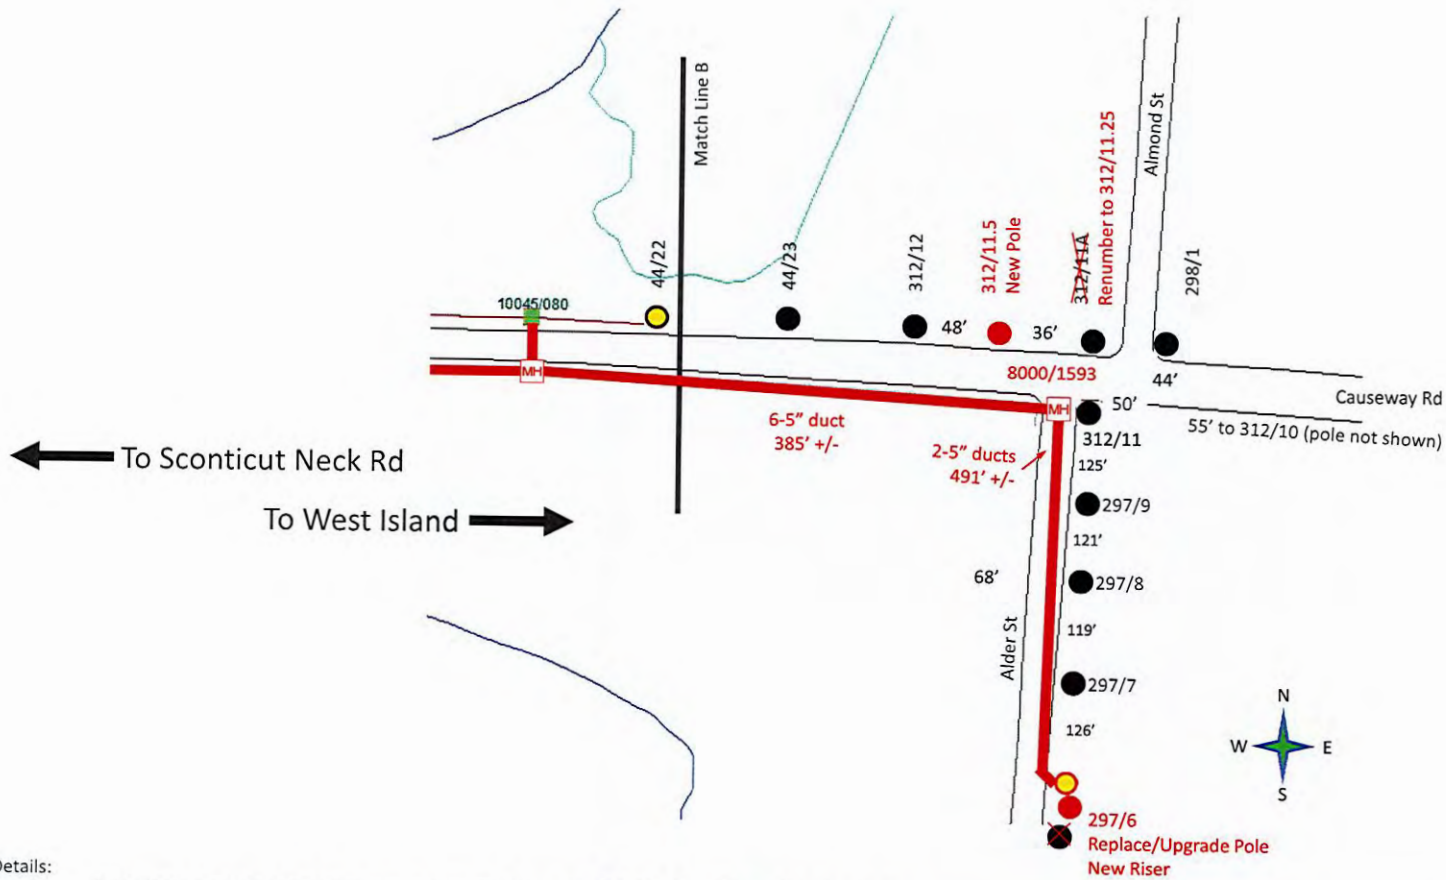 Match Line B
Almond St
312/11A
Renumber to 312/11.25
44/22
44/23
312/12
312/11.5
New Pole
298/1
10045/080
48'
36'
MH
8000/1593
44'
Causeway Rd
MH
50'
55' to 312/10 (pole not shown)
6-5" duct
385' +/-
312/11
2-5" ducts
491' +/-
125'
To Sconticut Neck Rd
297/9
To West Island
121'
68'
297/8
Alder St
119'
297/7
126'
N
W
E
S
297/6
Replace/Upgrade Pole
New Riser
Details: